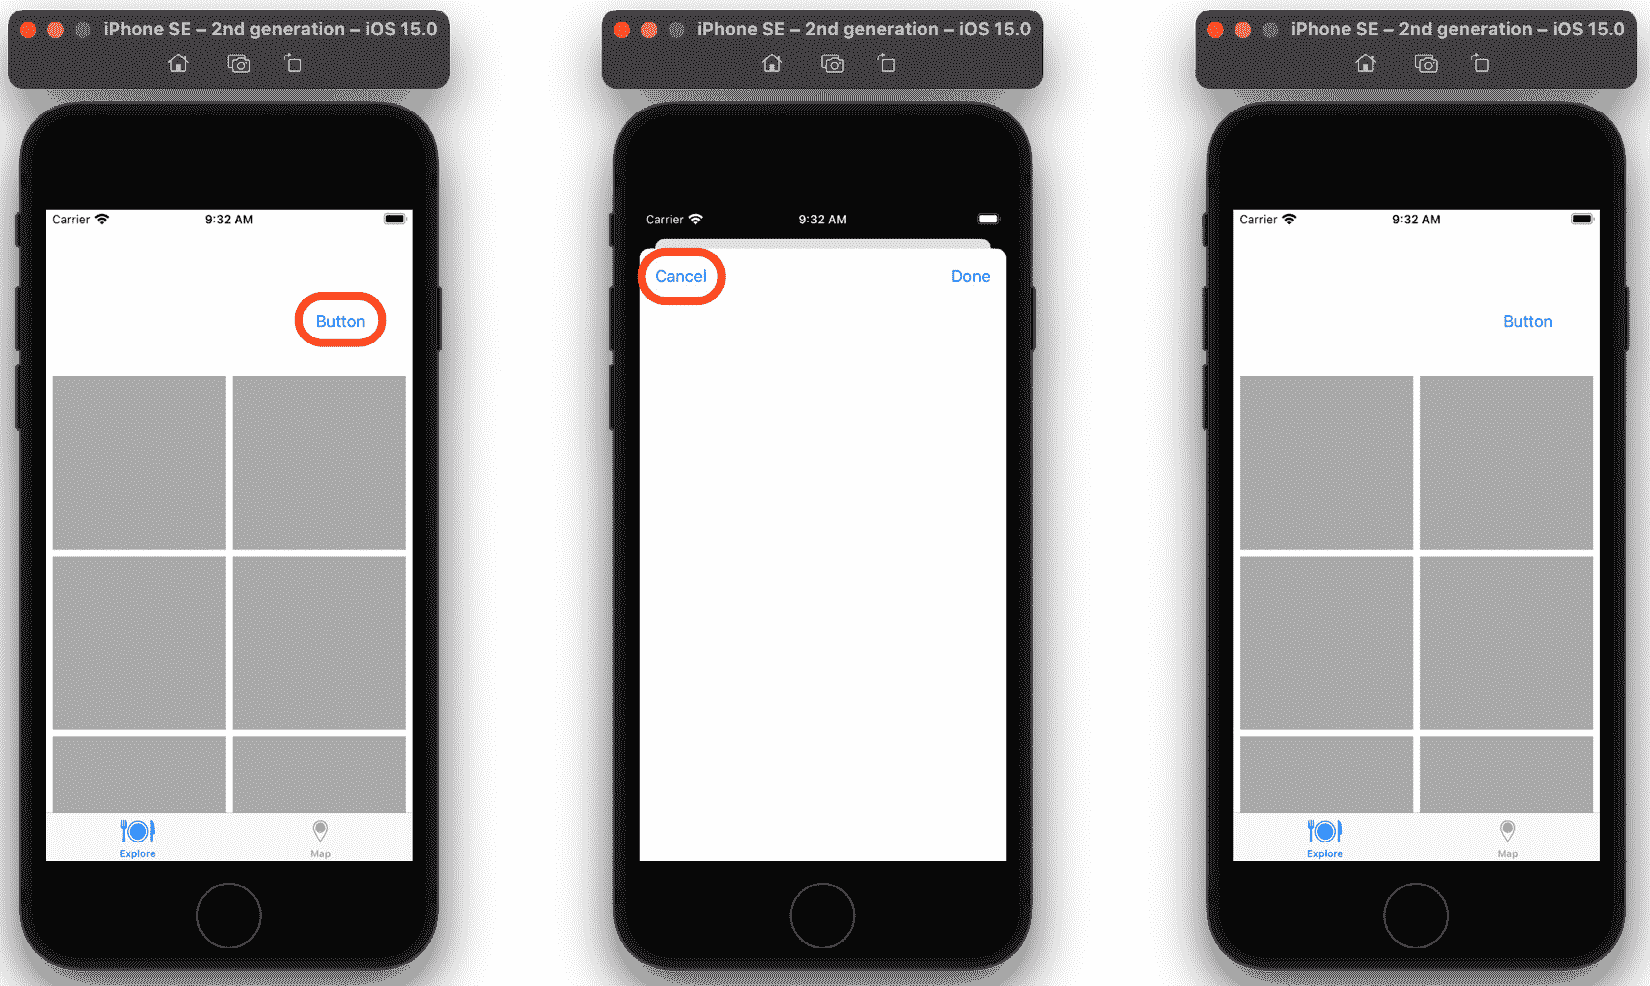 iPhone SE – 2nd generation – iOS 15.0
Carrier 9:32 AM
Button
Explore Map
iPhone SE – 2nd generation – iOS 15.0
Carrier 9:32 AM
Cancel Done
iPhone SE – 2nd generation – iOS 15.0
Carrier 9:32 AM
Button
Explore Map